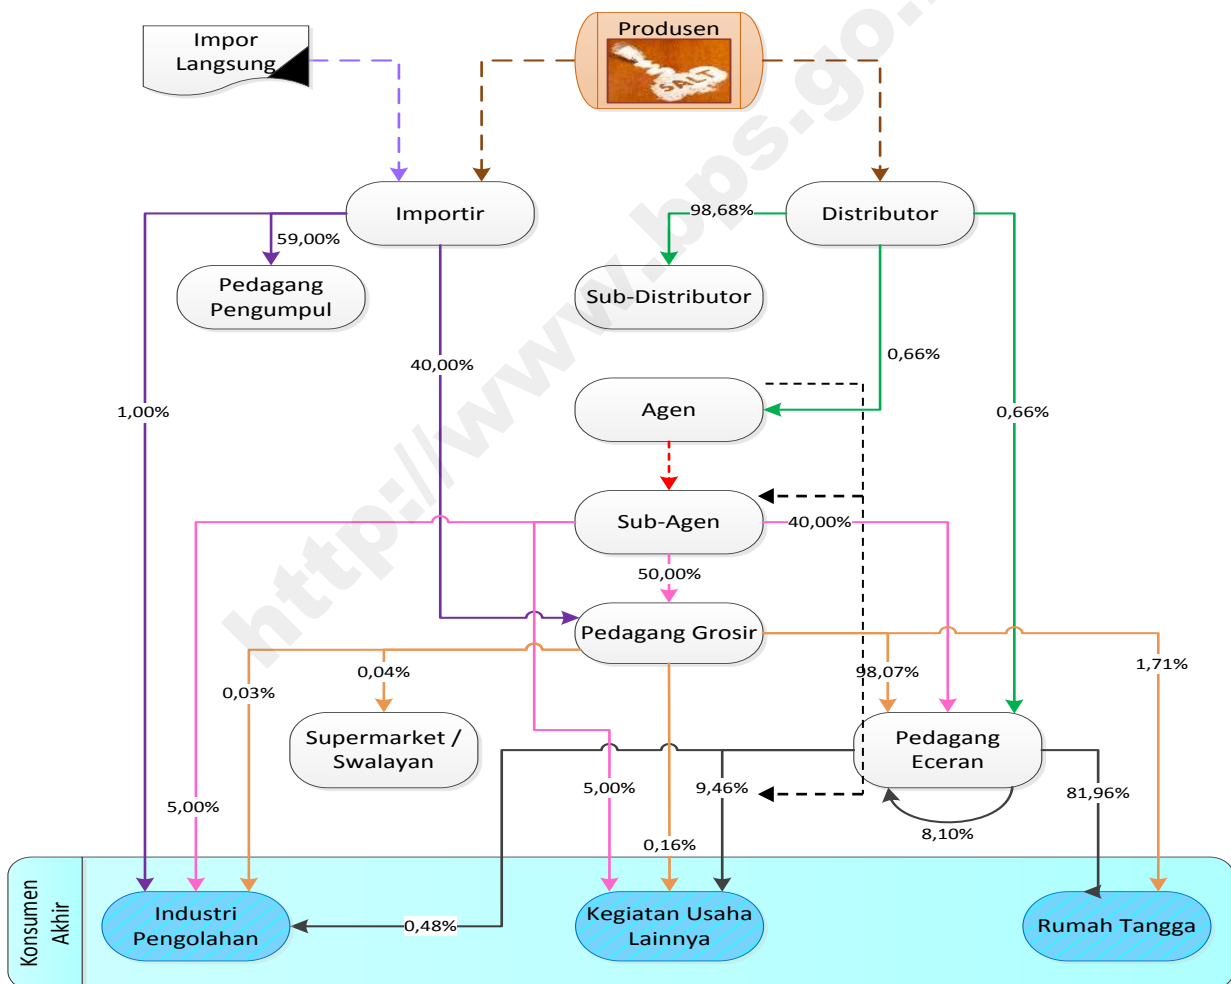 Impor
Langsung
Produsen
SALT
Importir
Distributor
98,68%
59,00%
Pedagang
Pengumpul
Sub-Distributor
0,66%
40,00%
1,00%
Agen
0,66%
Sub-Agen
40,00%
50,00%
Pedagang Grosir
0,03%
0,04%
98,07%
1,71%
Supermarket /
Swalayan
Pedagang
Eceran
5,00%
5,00%
9,46%
81,96%
8,10%
0,16%
Konsumen
Akhir
Industri
Pengolahan
0,48%
Kegiatan Usaha
Lainnya
Rumah Tangga
http://www.bps.go.